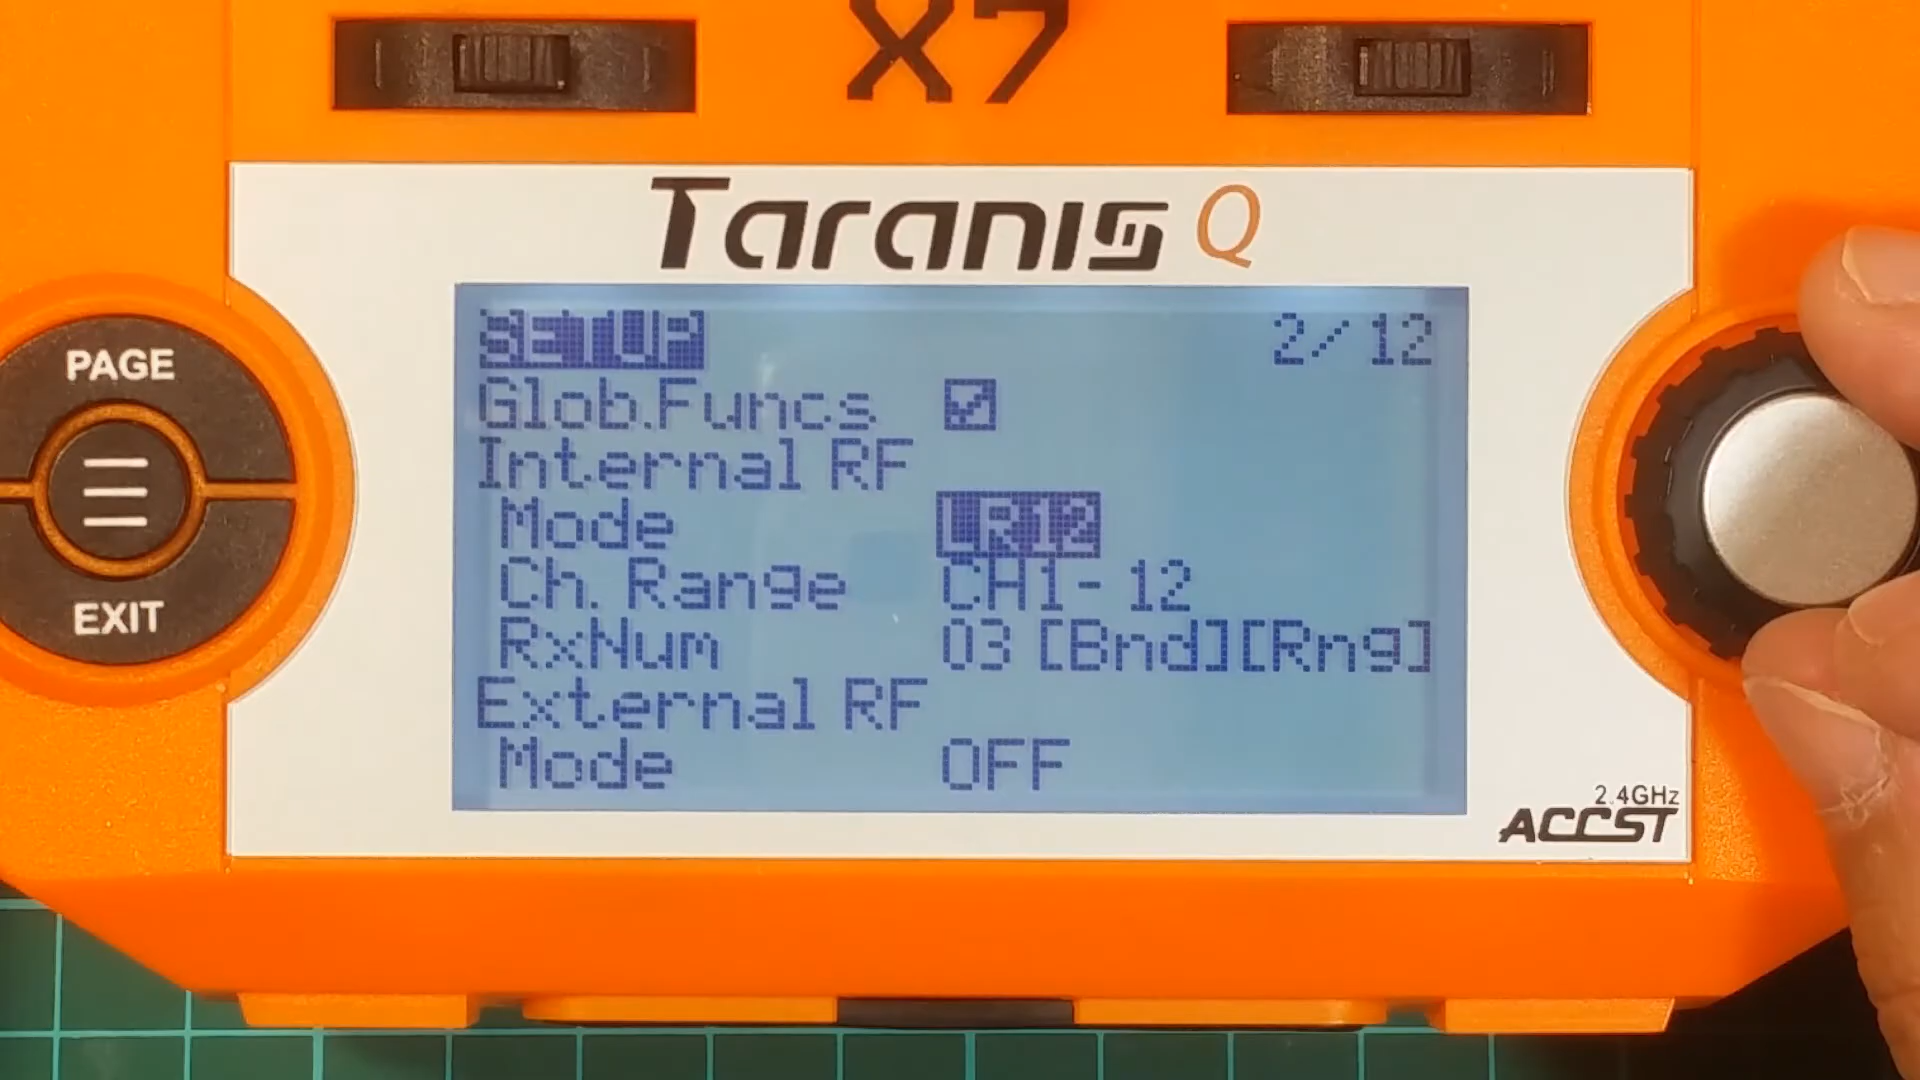 X7
Taranis Q
SETUP 2/12
Glob.Funcs
Internal RF
Mode LR12
Ch. Range CH1-12
RxNum 03 [Bnd][Rng]
External RF
Mode OFF
PAGE
EXIT
2.4GHz
ACCST